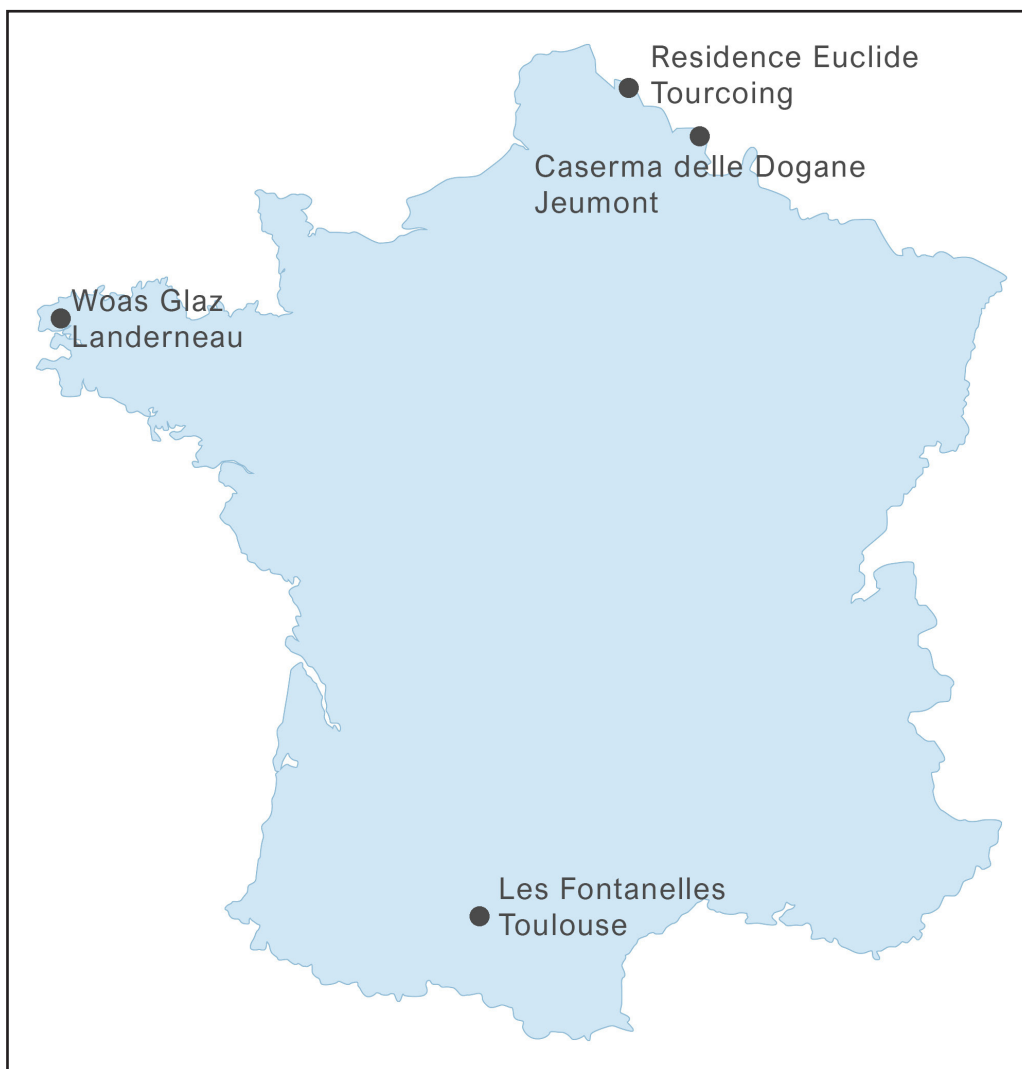 Residence Euclide
Tourcoing
Caserma delle Dogane
Jeumont
Woas Glaz
Landerneau
Les Fontanelles
Toulouse